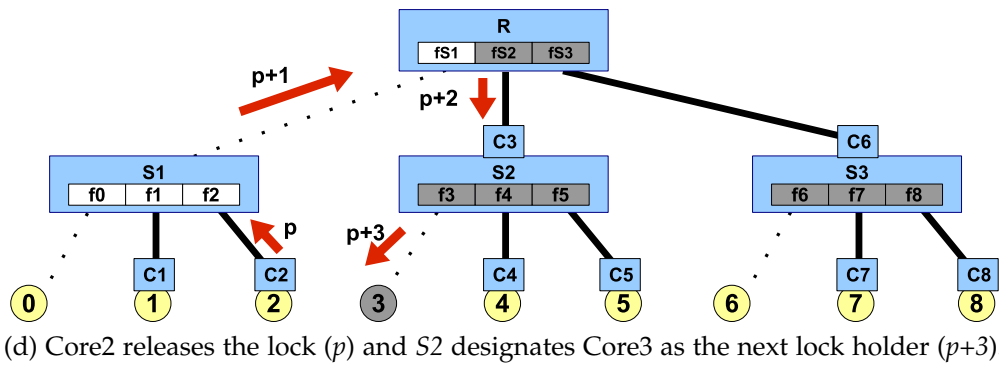 R
fS1 fS2 fS3
p+1
p+2
C3 C6
S1 S2 S3
f0 f1 f2 f3 f4 f5 f6 f7 f8
p p+3
C1 C2 C4 C5 C7 C8
0 1 2 3 4 5 6 7 8
(d) Core2 releases the lock (p) and S2 designates Core3 as the next lock holder (p+3)